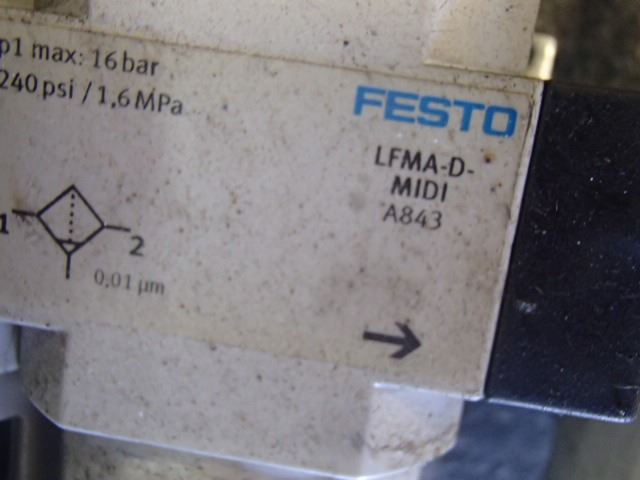 p1 max: 16 bar
240 psi / 1,6 MPa
FESTO
LFMA-D-
MIDI
A843
1
2
0,01 µm